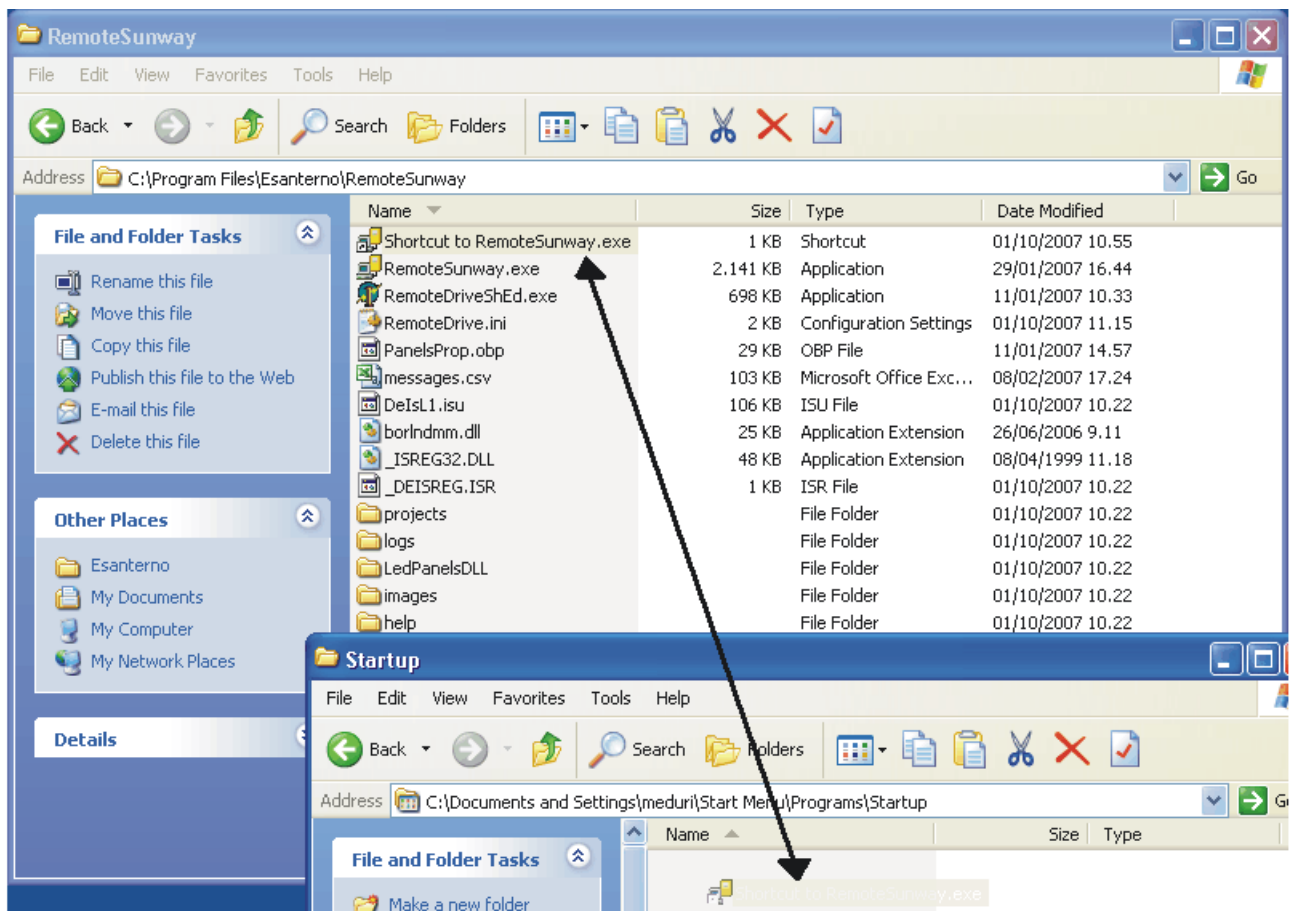 RemoteSunway
File Edit View Favorites Tools Help
Back Search Folders
Address C:\Program Files\Esanterno\RemoteSunway Go
File and Folder Tasks
Rename this file
Move this file
Copy this file
Publish this file to the Web
E-mail this file
Delete this file
Other Places
Esanterno
My Documents
My Computer
My Network Places
Details
Name Size Type Date Modified
Shortcut to RemoteSunway.exe 1 KB Shortcut 01/10/2007 10.55
RemoteSunway.exe 2.141 KB Application 29/01/2007 16.44
RemoteDriveShEd.exe 698 KB Application 11/01/2007 10.33
RemoteDrive.ini 2 KB Configuration Settings 01/10/2007 11.15
PanelsProp.obp 29 KB OBP File 11/01/2007 14.57
messages.csv 103 KB Microsoft Office Exc... 08/02/2007 17.24
DeIsL1.isu 106 KB ISU File 01/10/2007 10.22
borlndmm.dll 25 KB Application Extension 26/06/2006 9.11
_ISREG32.DLL 48 KB Application Extension 08/04/1999 11.18
_DEISREG.ISR 1 KB ISR File 01/10/2007 10.22
projects File Folder 01/10/2007 10.22
logs File Folder 01/10/2007 10.22
LedPanelsDLL File Folder 01/10/2007 10.22
images File Folder 01/10/2007 10.22
help File Folder 01/10/2007 10.22
Startup
File Edit View Favorites Tools Help
Back Search Folders
Address C:\Documents and Settings\meduri\Start Menu\Programs\Startup G
File and Folder Tasks
Make a new folder
Name Size Type
Shortcut to RemoteSunway.exe